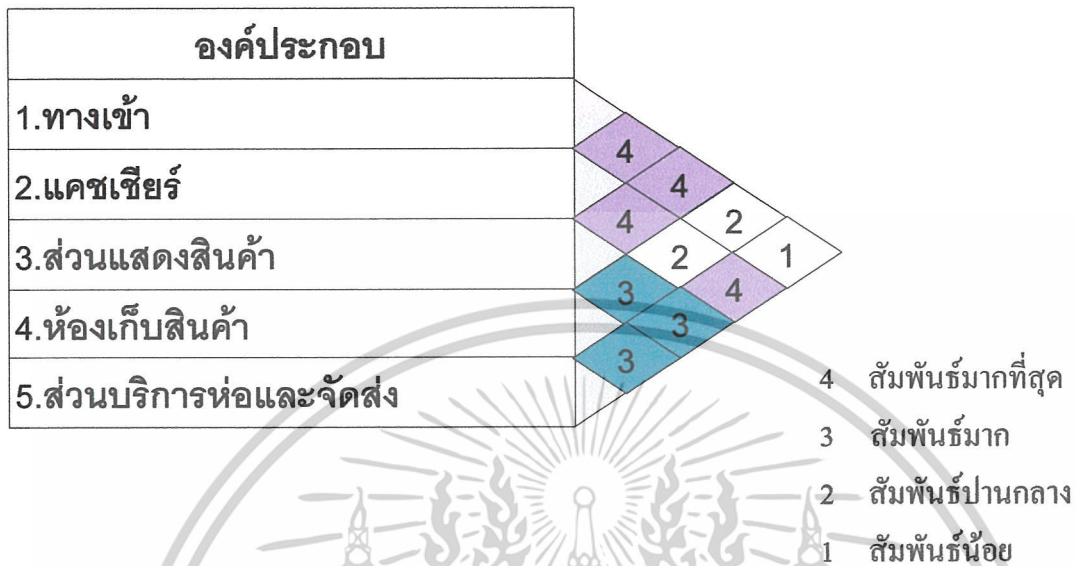 องค์ประกอบ
1.ทางเข้า
2.แคชเชียร์
3.ส่วนแสดงสินค้า
4.ห้องเก็บสินค้า
5.ส่วนบริการห่อและจัดส่ง
4
4
4
2
2
1
3
4
3
3
4 สัมพันธ์มากที่สุด
3 สัมพันธ์มาก
2 สัมพันธ์ปานกลาง
1 สัมพันธ์น้อย